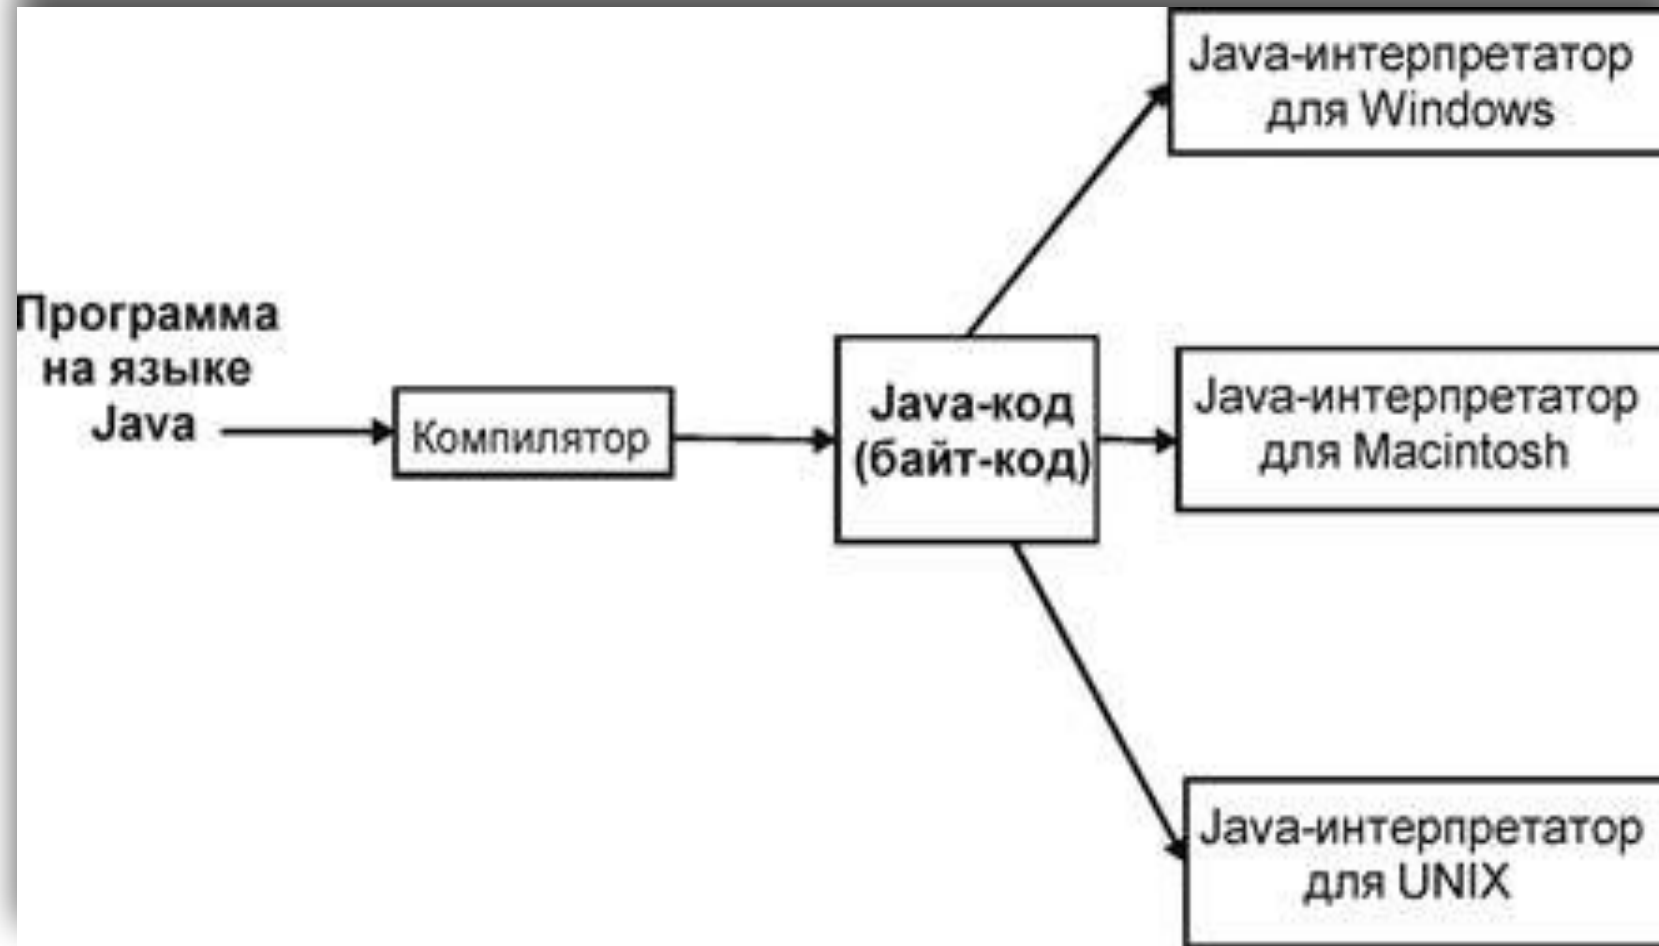 Программа
на языке
Java
Компилятор
Java-код
(байт-код)
Java-интерпретатор
для Windows
Java-интерпретатор
для Macintosh
Java-интерпретатор
для UNIX